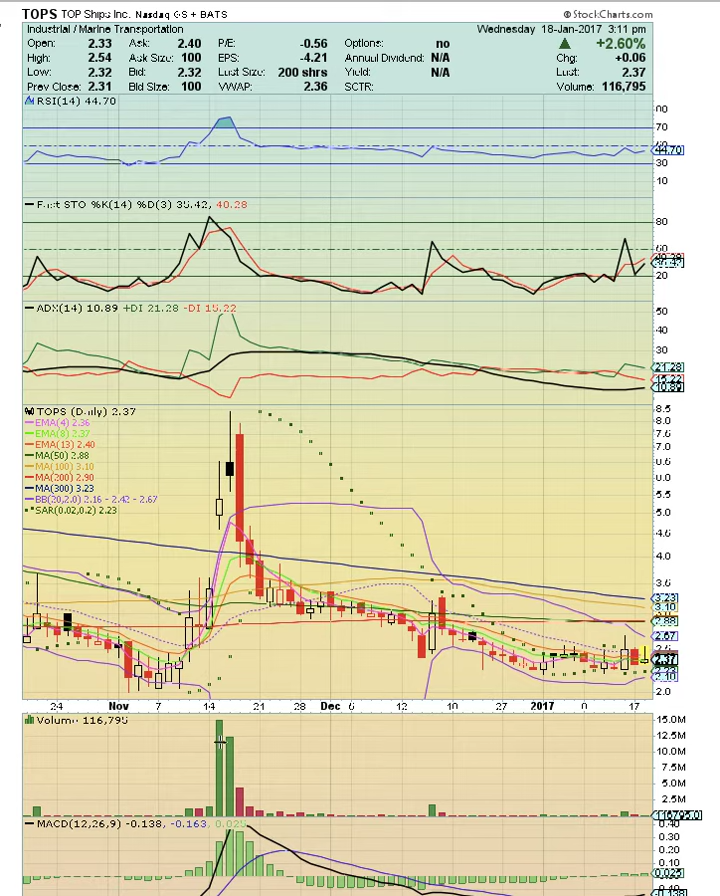 TOPS TOP Ships Inc. Nasdaq GS + BATS © StockCharts.com
Industrial / Marine Transportation Wednesday 18-Jan-2017 3:11 pm
Open: 2.33 Ask: 2.40 P/E: -0.56 Options: no ▲ +2.60%
High: 2.54 Ask Size: 100 EPS: -4.21 Annual Dividend: N/A Chg: +0.06
Low: 2.32 Bid: 2.32 Last Size: 200 shrs Yield: N/A Last: 2.37
Prev Close: 2.31 Bid Size: 100 VWAP: 2.36 SCTR: Volume: 116,795
RSI(14) 44.70
70
44.70
30
10
Fast STO %K(14) %D(3) 35.42, 40.28
80
60
20
ADX(14) 10.89 +DI 21.28 -DI 15.22
50
40
30
21.28
15.22
10.89
TOPS (Daily) 2.37
EMA(4) 2.36
EMA(8) 2.37
EMA(13) 2.40
MA(50) 2.88
MA(100) 3.10
MA(200) 2.90
MA(300) 3.23
BB(20,2.0) 2.16 - 2.42 - 2.67
SAR(0.02,0.2) 2.23
8.5
8.0
7.6
7.0
6.0
5.5
5.0
4.6
4.0
3.23
3.10
2.88
2.67
2.37
2.10
2.0
24 Nov 7 14 21 28 Dec 12 27 2017 17
Volume 116,795
15.0M
12.5M
10.0M
7.5M
5.0M
2.5M
116795.0
MACD(12,26,9) -0.138, -0.163, 0.025
0.40
0.30
0.20
0.10
0.025
-0.138